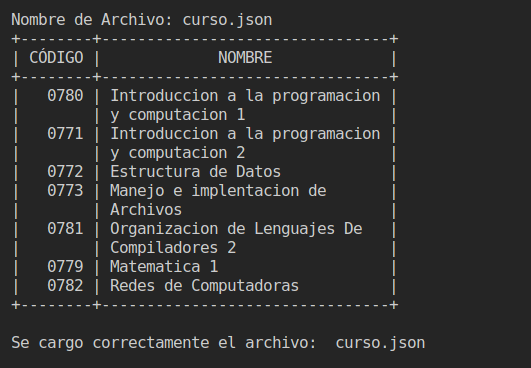 Nombre de Archivo: curso.json
+--------+--------------------------------+
| CÓDIGO |             NOMBRE             |
+--------+--------------------------------+
|   0780 | Introduccion a la programacion |
|        | y computacion 1                |
|   0771 | Introduccion a la programacion |
|        | y computacion 2                |
|   0772 | Estructura de Datos            |
|   0773 | Manejo e implentacion de       |
|        | Archivos                       |
|   0781 | Organizacion de Lenguajes De   |
|        | Compiladores 2                 |
|   0779 | Matematica 1                   |
|   0782 | Redes de Computadoras          |
+--------+--------------------------------+
Se cargo correctamente el archivo:  curso.json